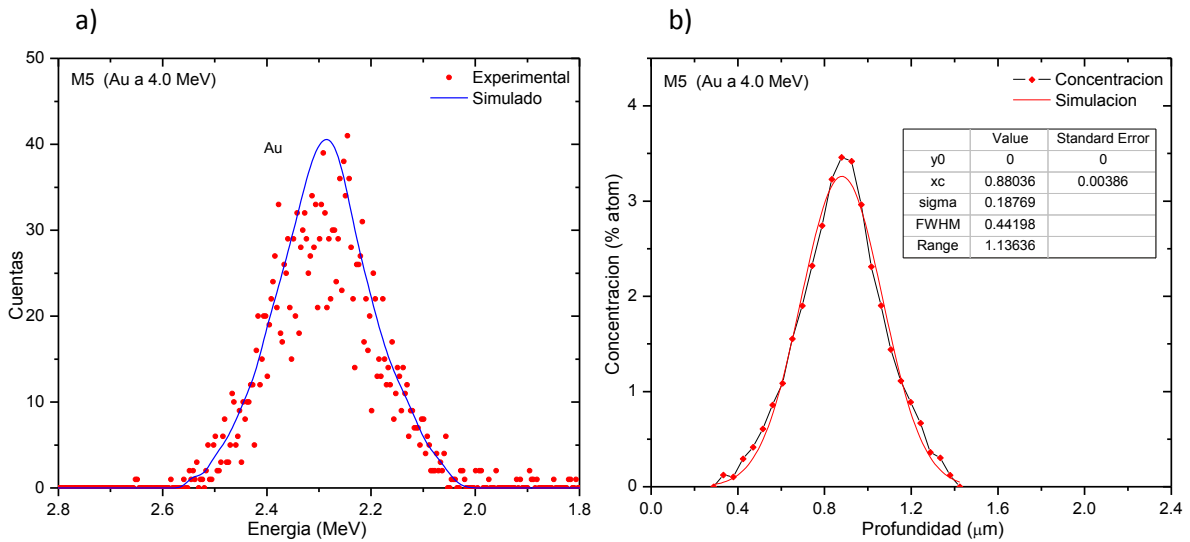 a)
M5 (Au a 4.0 MeV)
Experimental
Simulado
Au
Cuentas
50
40
30
20
10
0
2.8 2.6 2.4 2.2 2.0 1.8
Energia (MeV)
b)
M5 (Au a 4.0 MeV)
Concentracion
Simulacion
Value Standard Error
y0 0 0
xc 0.88036 0.00386
sigma 0.18769
FWHM 0.44198
Range 1.13636
Concentracion (% atom)
4
3
2
1
0
0.0 0.4 0.8 1.2 1.6 2.0 2.4
Profundidad (μm)